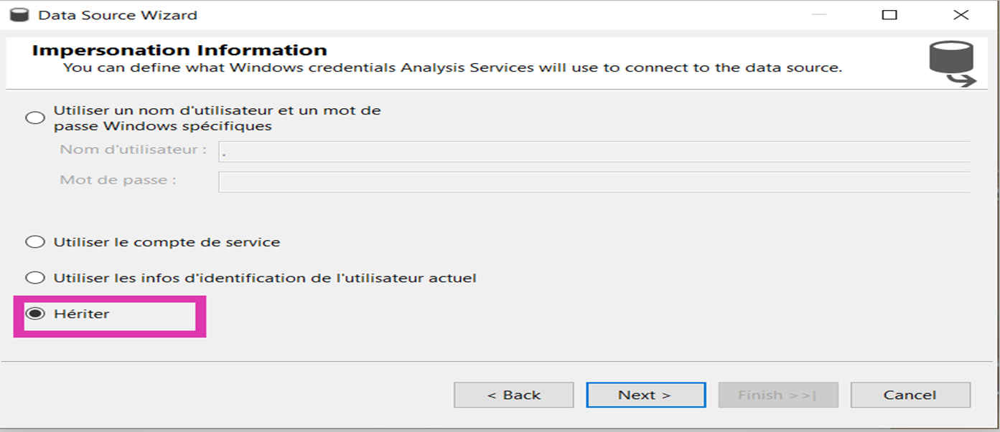 Data Source Wizard
Impersonation Information
You can define what Windows credentials Analysis Services will use to connect to the data source.
Utiliser un nom d'utilisateur et un mot de
passe Windows spécifiques
Nom d'utilisateur : .
Mot de passe :
Utiliser le compte de service
Utiliser les infos d'identification de l'utilisateur actuel
Hériter
< Back Next > Finish >>| Cancel